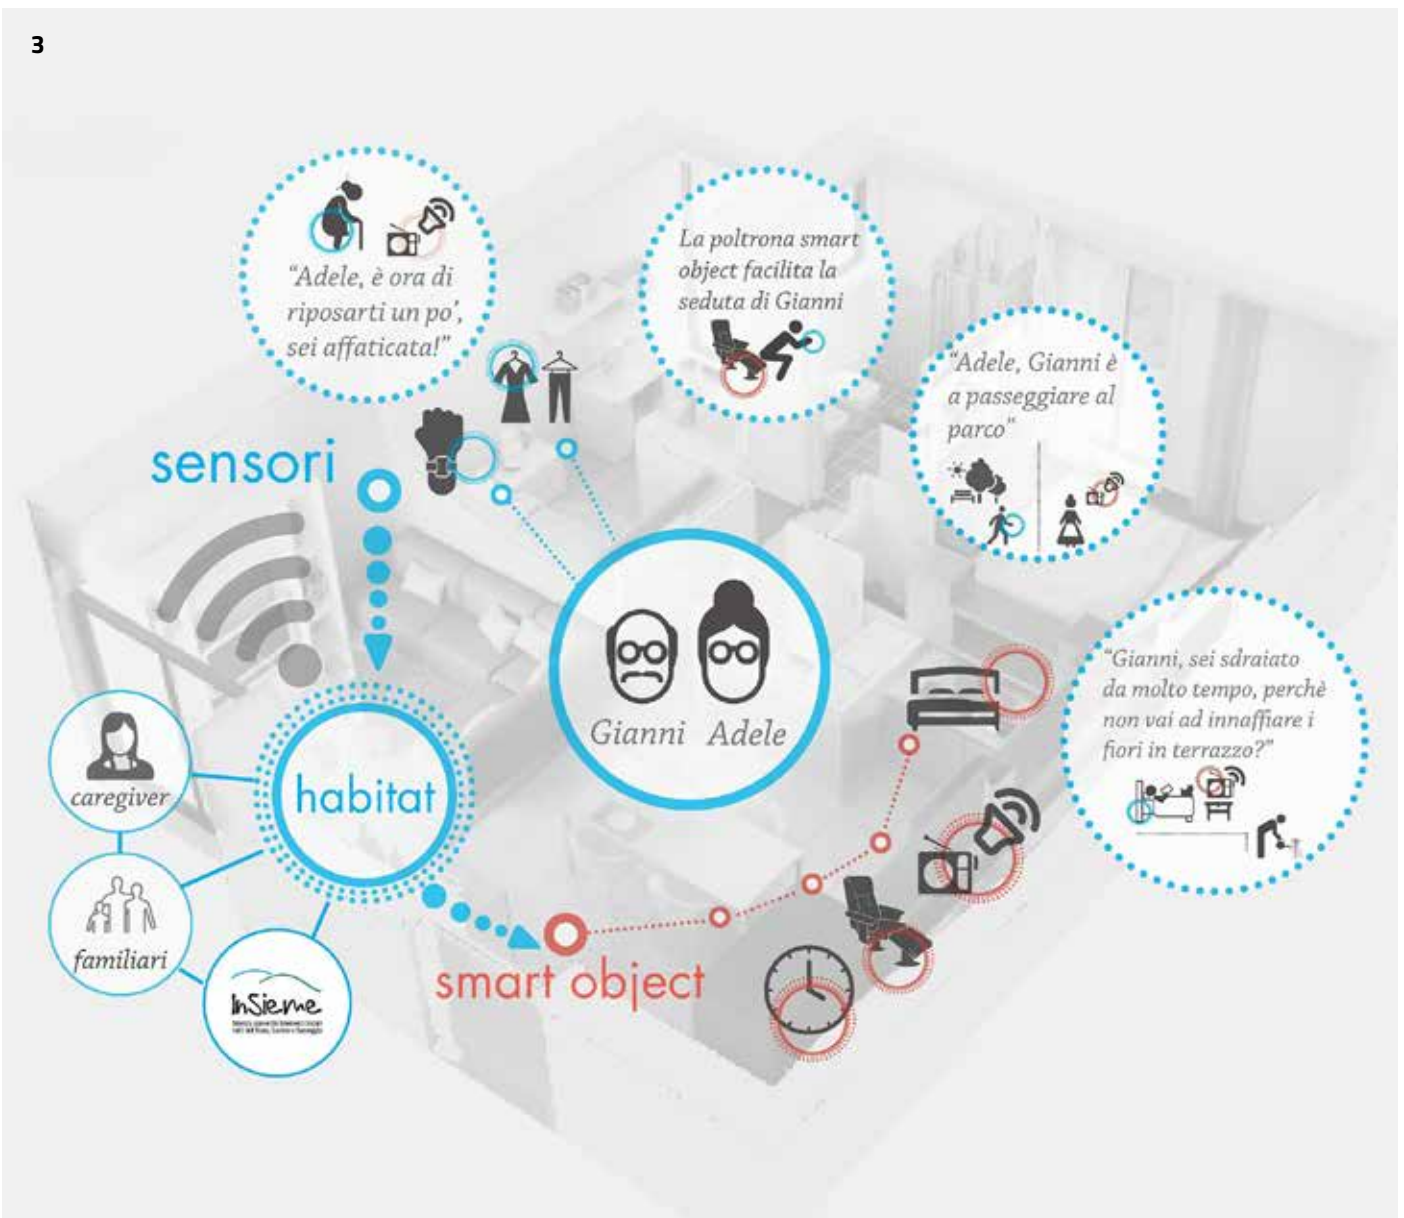 3
“Adele, è ora di
riposarti un po’,
sei affaticata!”
La poltrona smart
object facilita la
seduta di Gianni
“Adele, Gianni è
a passeggiare al
parco”
sensori
“Gianni, sei sdraiato
da molto tempo, perchè
non vai ad innaffiare i
fiori in terrazzo?”
Gianni Adele
caregiver
habitat
familiari
InSieme
smart object